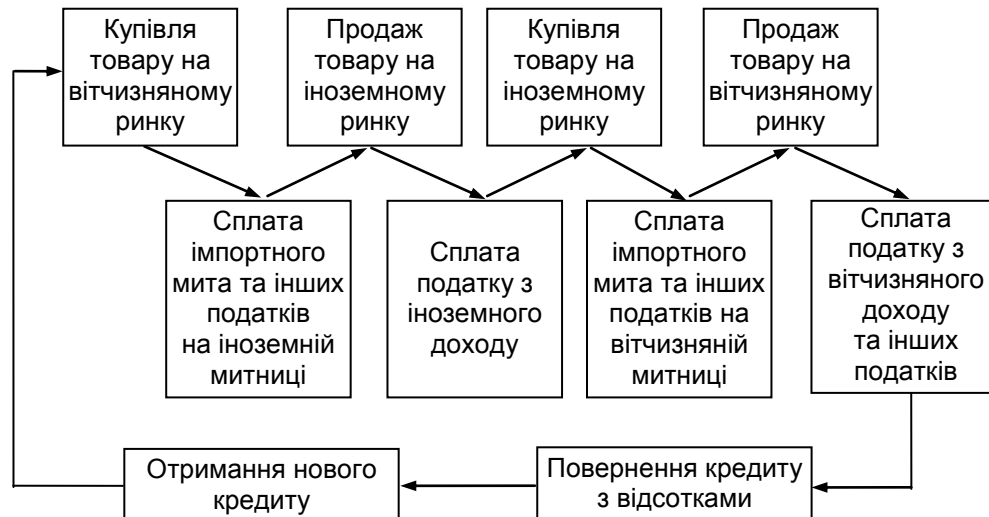 Купівля
товару на
вітчизняному
ринку
Продаж
товару на
іноземному
ринку
Купівля
товару на
іноземному
ринку
Продаж
товару на
вітчизняному
ринку
Сплата
імпортного
мита та інших
податків
на іноземній
митниці
Сплата
податку з
іноземного
доходу
Сплата
імпортного
мита та інших
податків на
вітчизняній
митниці
Сплата
податку з
вітчизняного
доходу
та інших
податків
Отримання нового
кредиту
Повернення кредиту
з відсотками